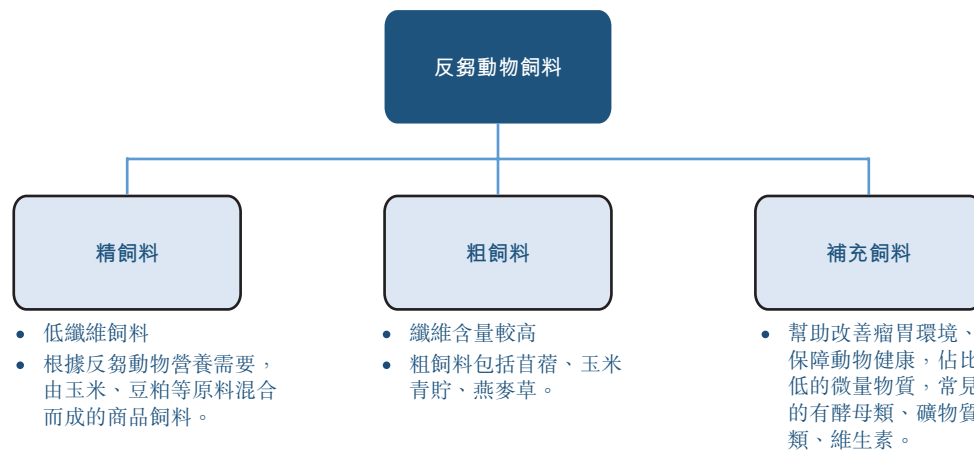 反芻動物飼料
精飼料
粗飼料
補充飼料
• 低纖維飼料
• 根據反芻動物營養需要，
由玉米、豆粕等原料混合
而成的商品飼料。
• 纖維含量較高
• 粗飼料包括苜蓿、玉米
青貯、燕麥草。
• 幫助改善瘤胃環境、
保障動物健康，佔比
低的微量物質，常見
的有酵母類、礦物質
類、維生素。